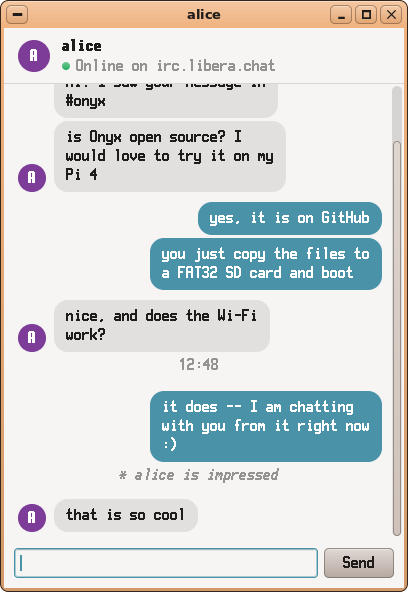 alice
A
alice
Online on irc.libera.chat
hi! I saw your message in
#onyx
is Onyx open source? I
would love to try it on my
Pi 4
A
yes, it is on GitHub
you just copy the files to
a FAT32 SD card and boot
nice, and does the Wi-Fi
work?
A
12:48
it does -- I am chatting
with you from it right now
:)
* alice is impressed
that is so cool
A
Send